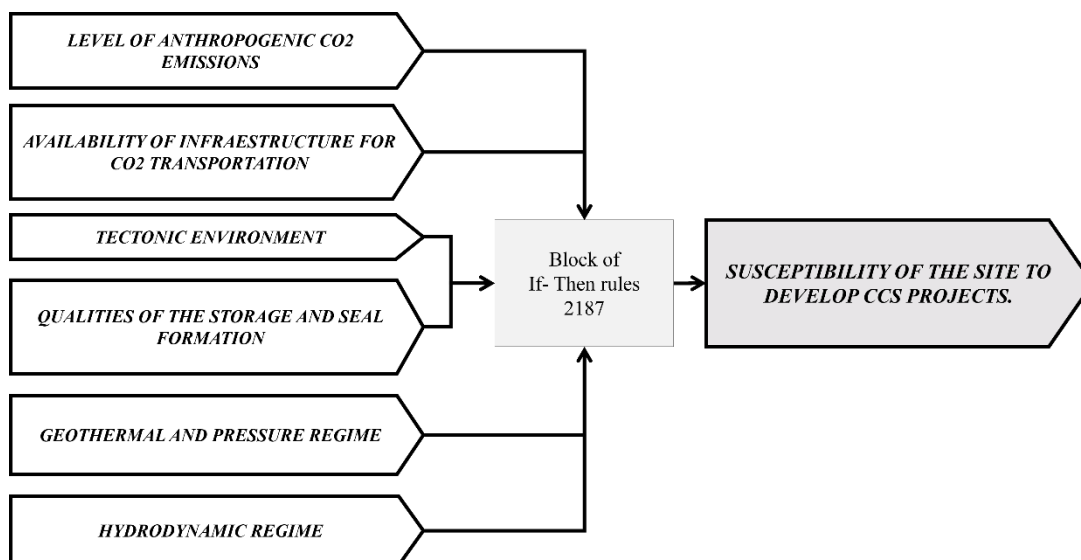 LEVEL OF ANTHROPOGENIC CO2
EMISSIONS
AVAILABILITY OF INFRAESTRUCTURE FOR
CO2 TRANSPORTATION
TECTONIC ENVIRONMENT
QUALITIES OF THE STORAGE AND SEAL
FORMATION
GEOTHERMAL AND PRESSURE REGIME
HYDRODYNAMIC REGIME
Block of
If- Then rules
2187
SUSCEPTIBILITY OF THE SITE TO
DEVELOP CCS PROJECTS.